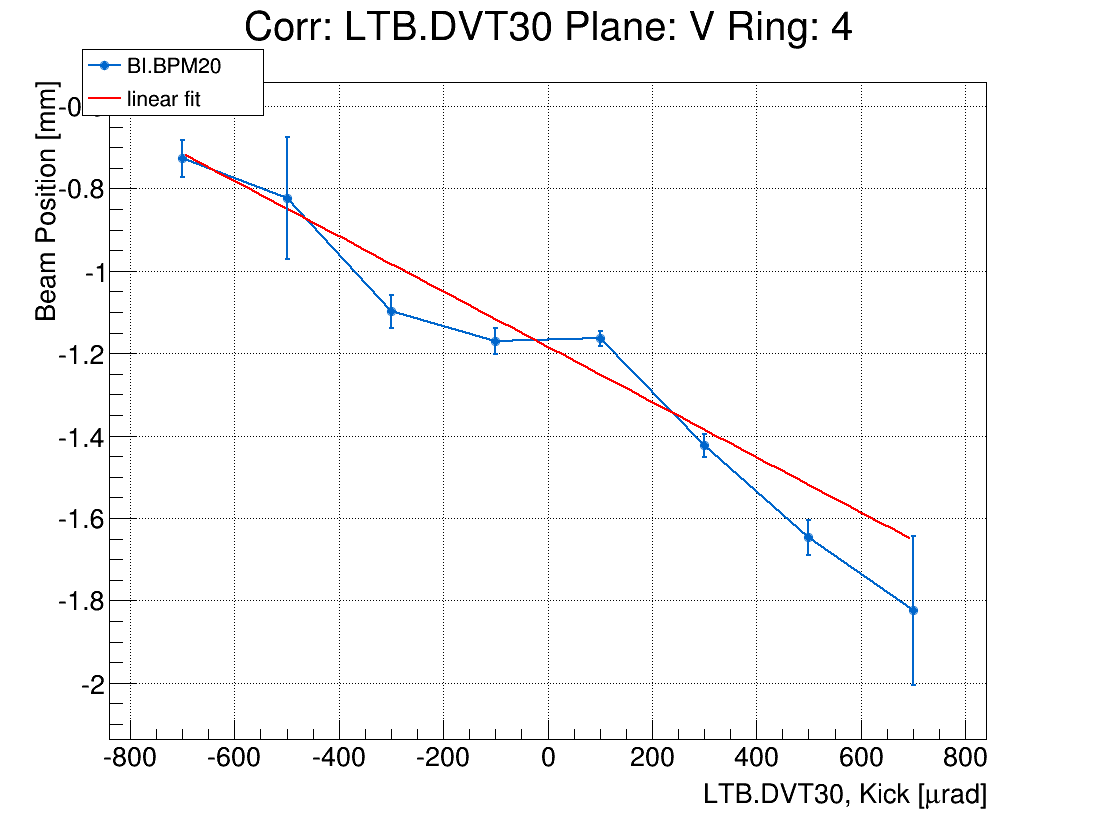 Corr: LTB.DVT30 Plane: V Ring: 4
BI.BPM20
linear fit
Beam Position [mm]
-0.8
-1
-1.2
-1.4
-1.6
-1.8
-2
-800 -600 -400 -200 0 200 400 600 800
LTB.DVT30, Kick [μrad]